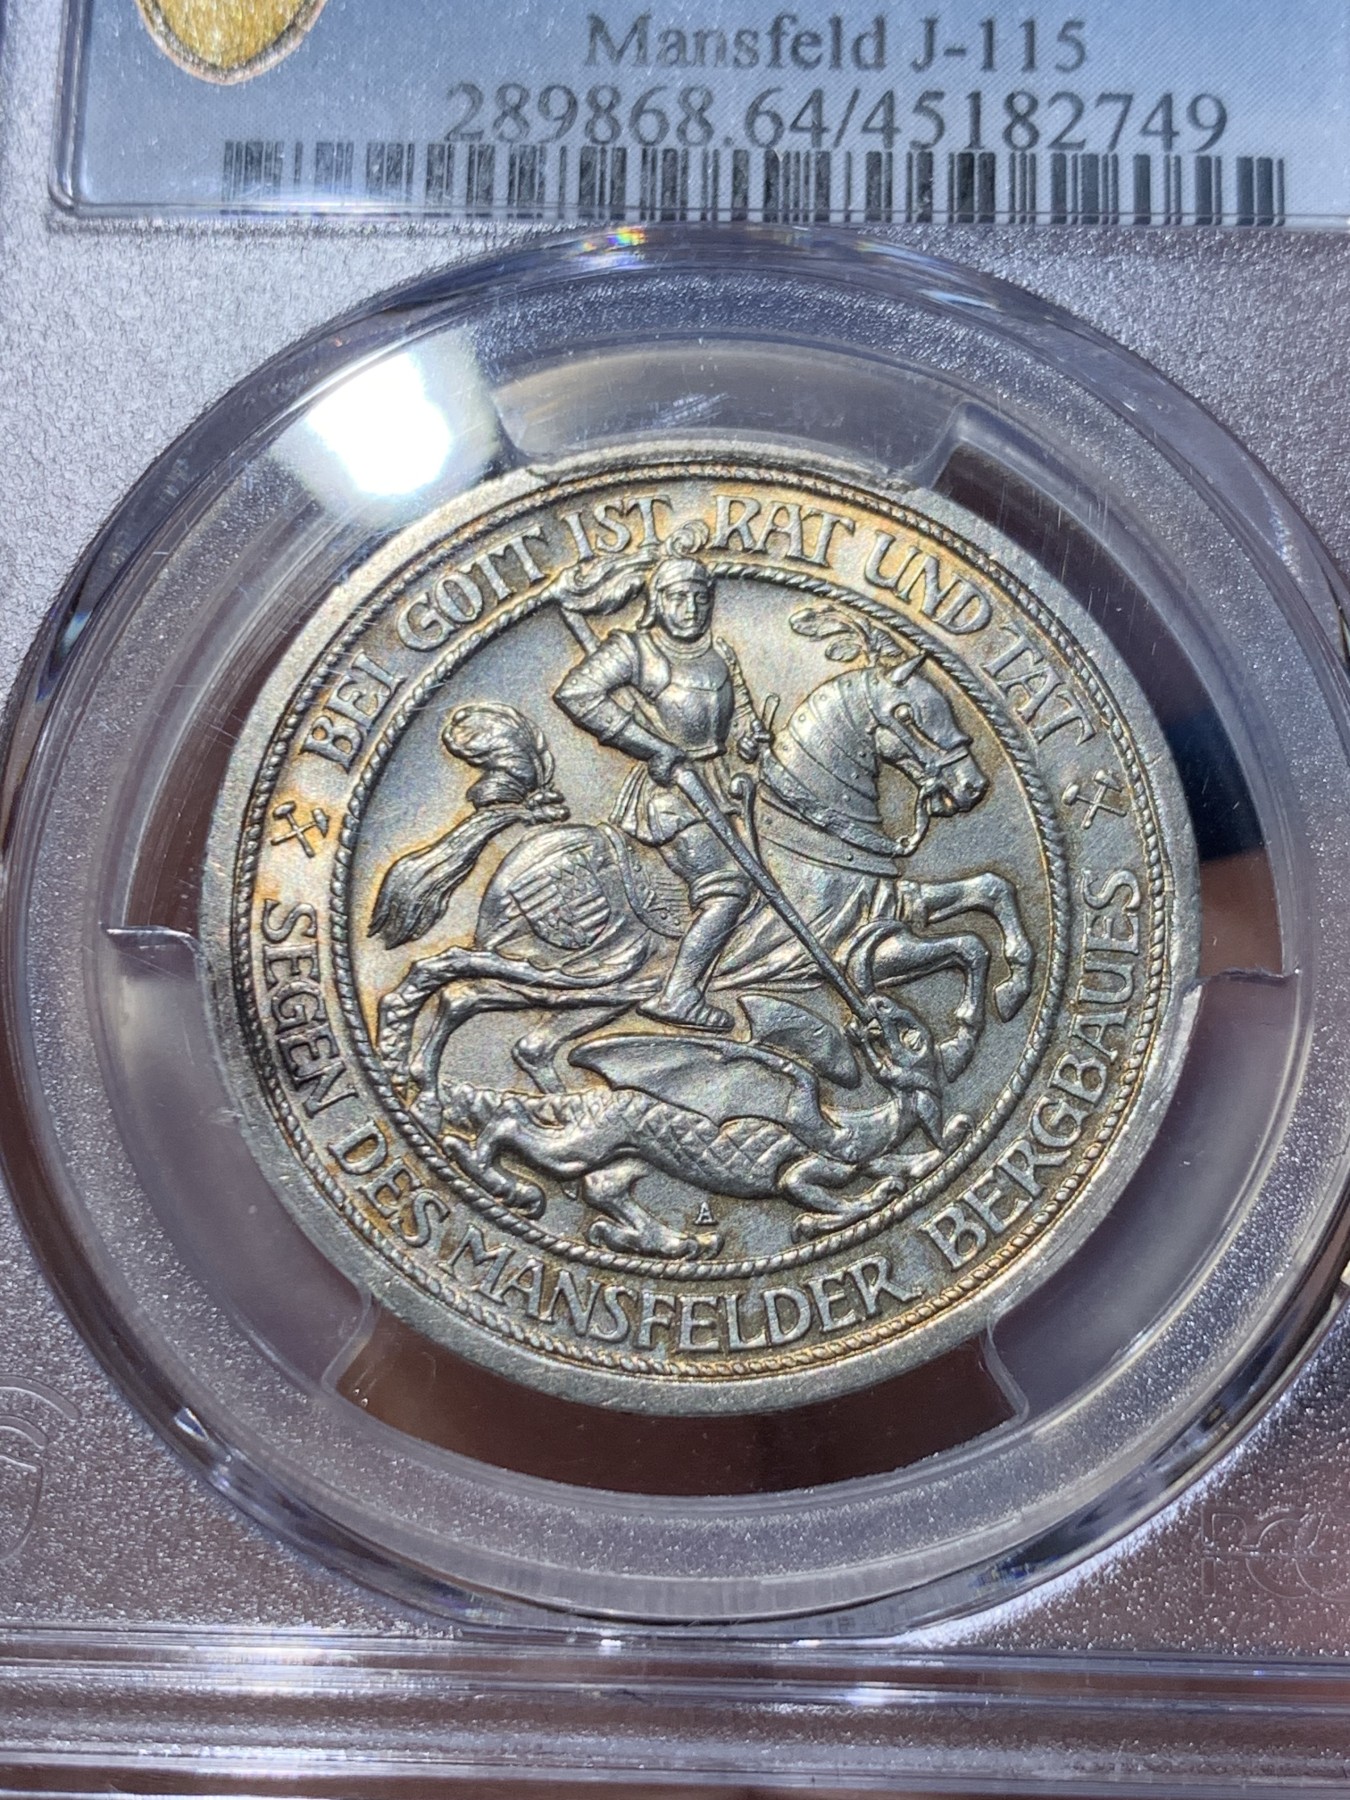 Mansfeld J-115
289868.64/45182749
BEI GOTT IST RAT UND TAT
SEGEN DES MANSFELDER BERGBAUES
A